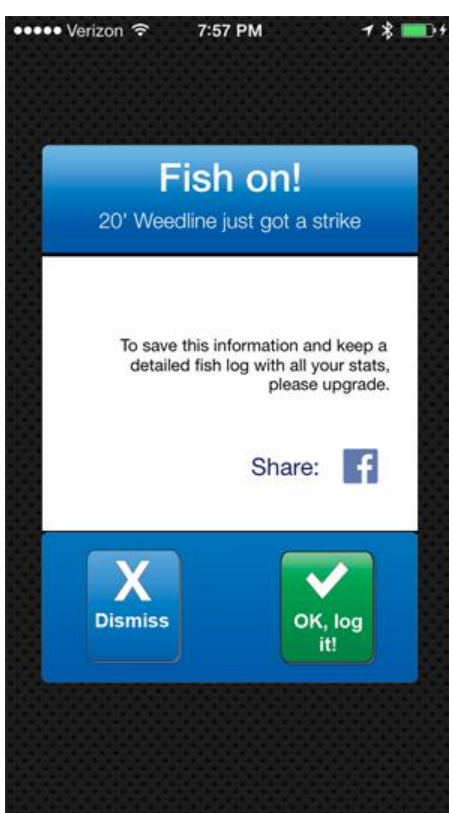 Verizon 7:57 PM
Fish on!
20' Weedline just got a strike
To save this information and keep a
detailed fish log with all your stats,
please upgrade.
Share: f
X
Dismiss
OK, log
it!